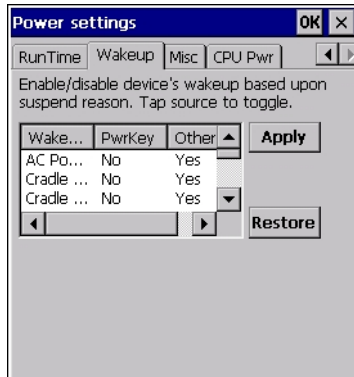 Power settings OK ×
RunTime Wakeup Misc CPU Pwr
Enable/disable device's wakeup based upon
suspend reason. Tap source to toggle.
Wake... PwrKey Other Apply
AC Po... No Yes
Cradle ... No Yes
Cradle ... No Yes
Restore